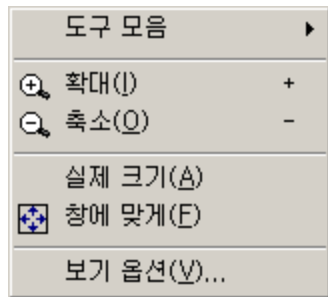 도구 모음
확대(I) +
축소(O) -
실제 크기(A)
창에 맞게(F)
보기 옵션(V)...